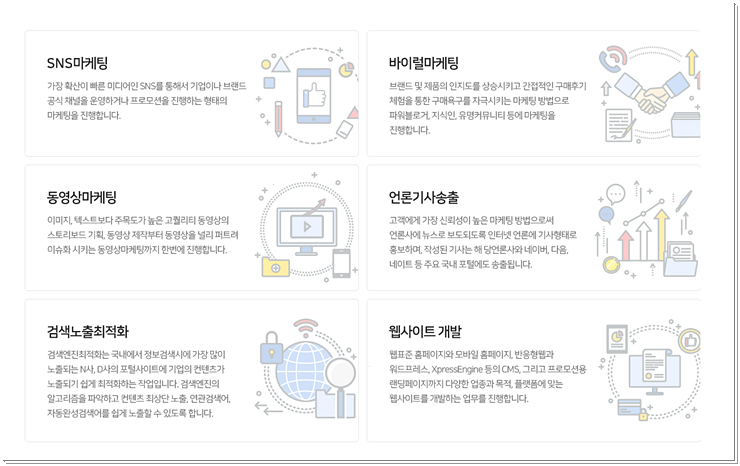 SNS마케팅
가장 확산이 빠른 미디어인 SNS를 통해서 기업이나 브랜드
공식 채널을 운영하거나 프로모션을 진행하는 형태의
마케팅을 진행합니다.
바이럴마케팅
브랜드 및 제품의 인지도를 상승시키고 간접적인 구매후기
체험을 통한 구매욕구를 자극시키는 마케팅 방법으로
파워블로거, 지식인, 유명커뮤니티 등에 마케팅을
진행합니다.
동영상마케팅
이미지, 텍스트보다 주목도가 높은 고퀄리티 동영상의
스토리보드 기획, 동영상 제작부터 동영상을 널리 퍼트려
이슈화 시키는 동영상마케팅까지 한번에 진행합니다.
언론기사송출
고객에게 가장 신뢰성이 높은 마케팅 방법으로써
언론사에 뉴스로 보도되도록 인터넷 언론에 기사형태로
홍보하며, 작성된 기사는 해 당언론사와 네이버, 다음,
네이트 등 주요 국내 포털에도 송출됩니다.
검색노출최적화
검색엔진최적화는 국내에서 정보검색시에 가장 많이
노출되는 N사, D사의 포털사이트에 기업의 컨텐츠가
노출되기 쉽게 최적화하는 작업입니다. 검색엔진의
알고리즘을 파악하고 컨텐츠 최상단 노출, 연관검색어,
자동완성검색어를 쉽게 노출할 수 있도록 합니다.
웹사이트 개발
웹표준 홈페이지와 모바일 홈페이지, 반응형웹과
워드프레스, XpressEngine 등의 CMS, 그리고 프로모션용
랜딩페이지까지 다양한 업종과 목적, 플랫폼에 맞는
웹사이트를 개발하는 업무를 진행합니다.